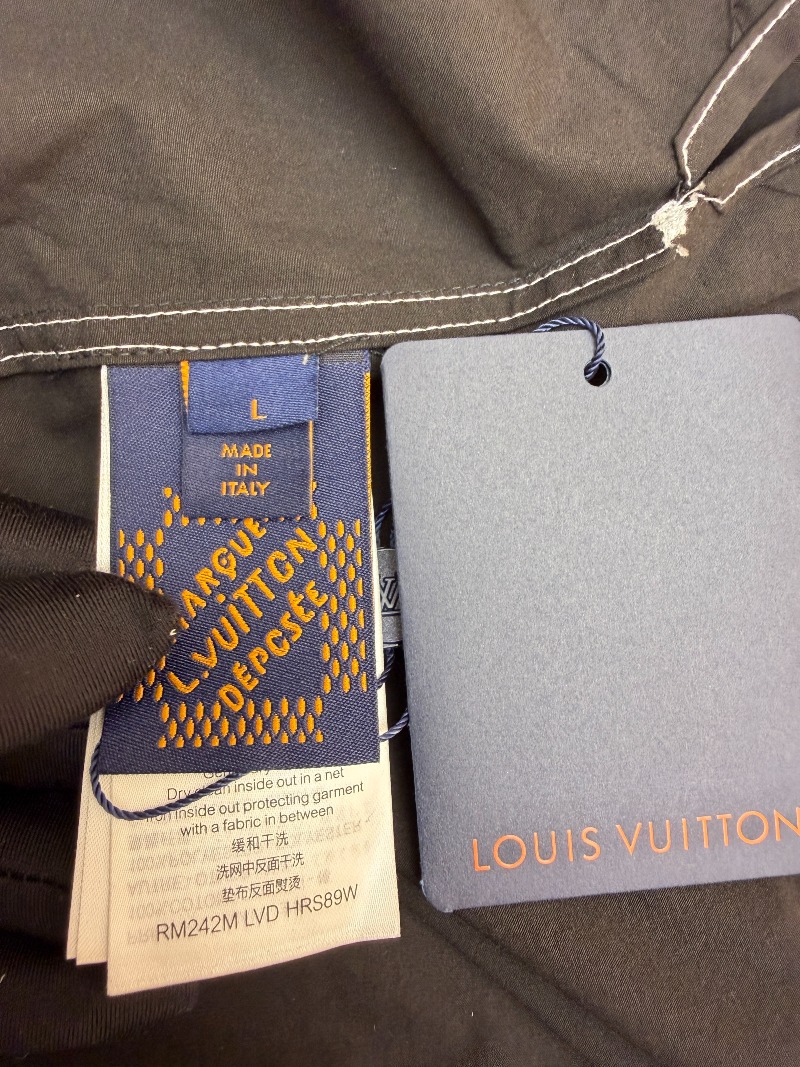 L
MADE
IN
ITALY
MARQUE
L.VUITTON
DÉPOSÉE
Dry clean inside out in a net
Iron inside out protecting garment
with a fabric in between
缓和干洗
洗网中反面干洗
垫布反面熨烫
RM242M LVD HRS89W
LOUIS VUITTON